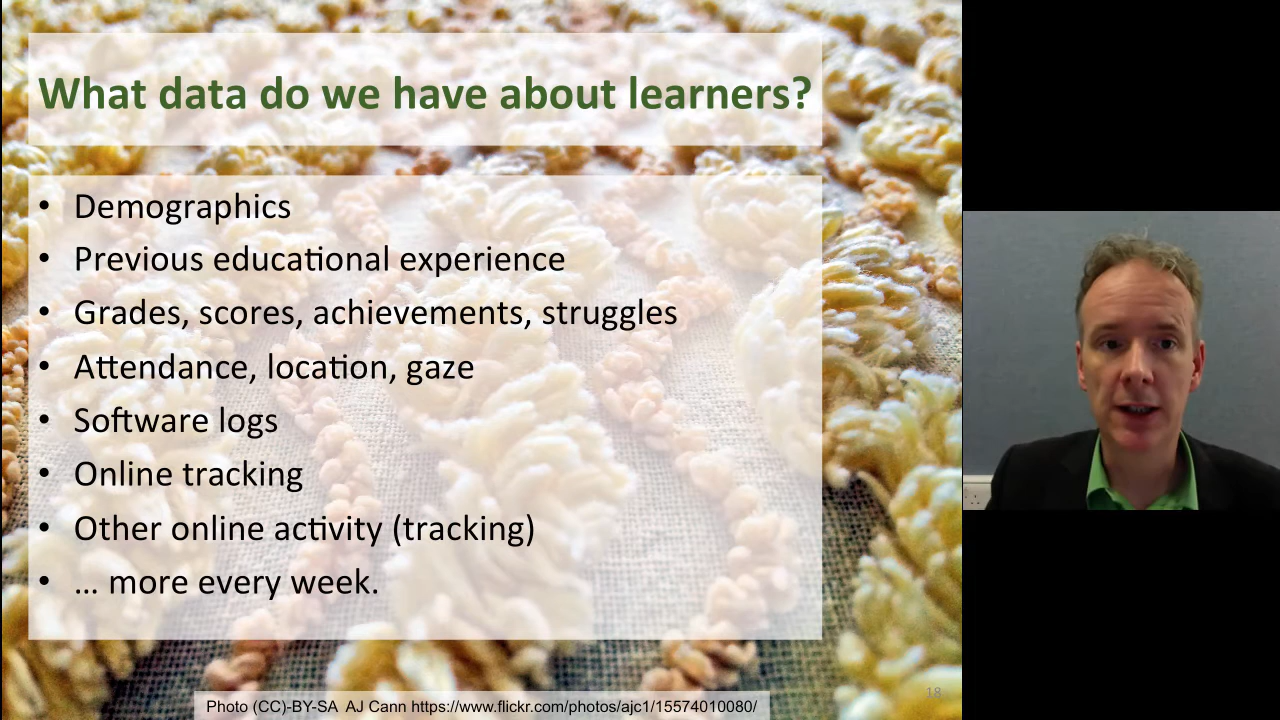 What data do we have about learners?
• Demographics
• Previous educational experience
• Grades, scores, achievements, struggles
• Attendance, location, gaze
• Software logs
• Online tracking
• Other online activity (tracking)
• … more every week.
18
Photo (CC)-BY-SA  AJ Cann https://www.flickr.com/photos/ajc1/15574010080/